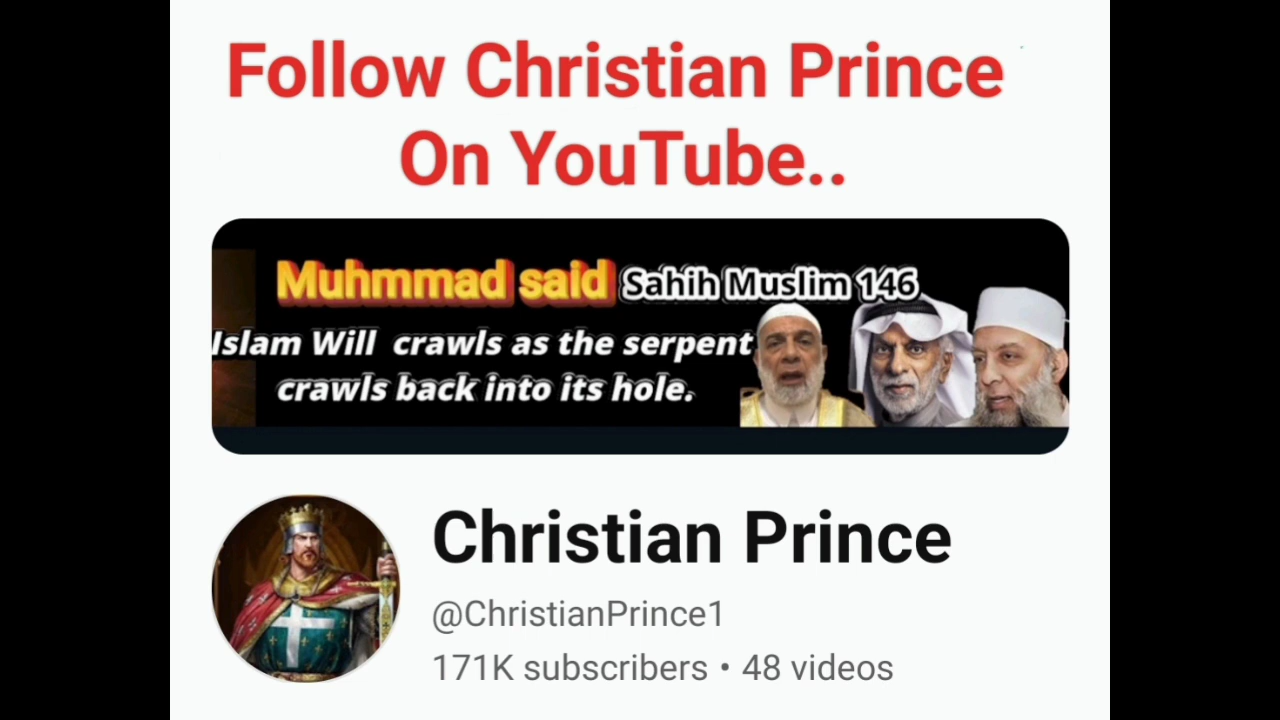 Follow Christian Prince
On YouTube..
Muhmmad said Sahih Muslim 146
Islam Will crawls as the serpent
crawls back into its hole.
Christian Prince
@ChristianPrince1
171K subscribers • 48 videos